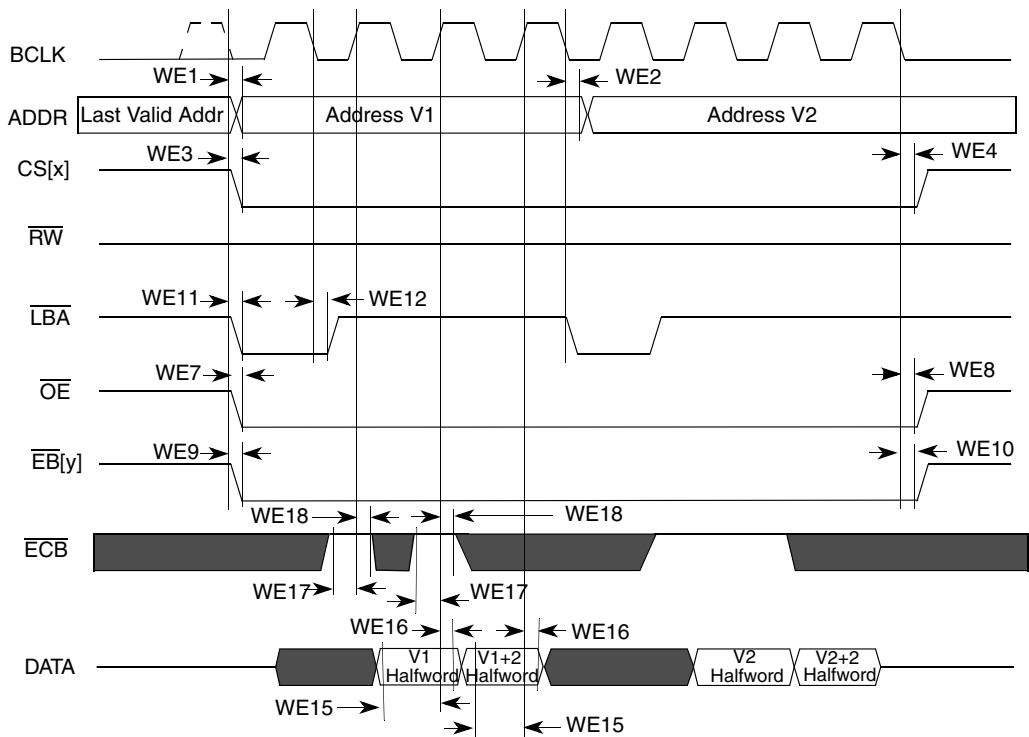 BCLK
WE1
WE2
ADDR
Last Valid Addr
Address V1
Address V2
WE3
WE4
CS[x]
RW
WE11
WE12
LBA
WE7
WE8
OE
WE9
WE10
EB[y]
WE18
WE18
ECB
WE17
WE17
WE16
WE16
DATA
V1
Halfword
V1+2
Halfword
V2
Halfword
V2+2
Halfword
WE15
WE15